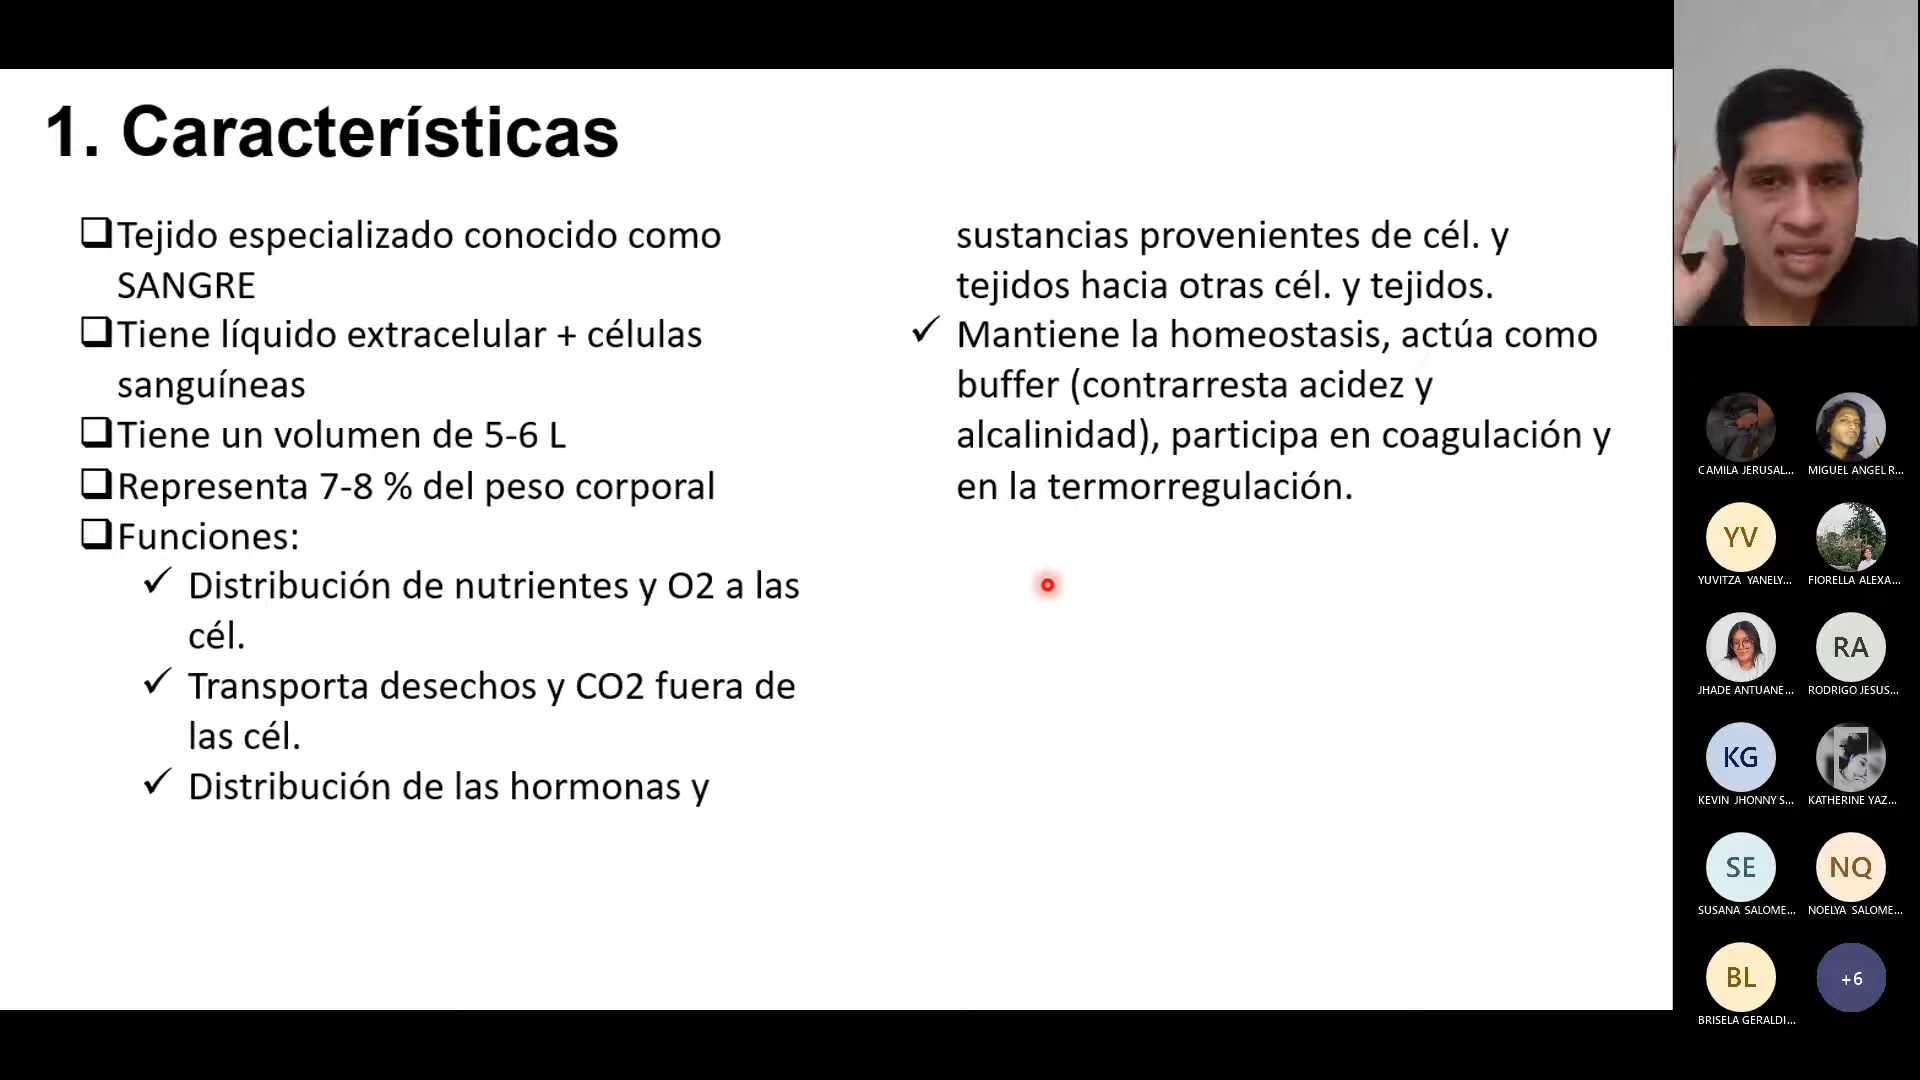 1. Características
Tejido especializado conocido como
SANGRE
Tiene líquido extracelular + células
sanguíneas
Tiene un volumen de 5-6 L
Representa 7-8 % del peso corporal
Funciones:
Distribución de nutrientes y O2 a las
cél.
Transporta desechos y CO2 fuera de
las cél.
Distribución de las hormonas y
sustancias provenientes de cél. y
tejidos hacia otras cél. y tejidos.
Mantiene la homeostasis, actúa como
buffer (contrarresta acidez y
alcalinidad), participa en coagulación y
en la termorregulación.
CAMILA JERUSAL...
MIGUEL ANGEL R...
YV
YUVITZA YANELY...
FIORELLA ALEXA...
JHADE ANTUANE...
RA
RODRIGO JESUS...
KG
KEVIN JHONNY S...
KATHERINE YAZ...
SE
SUSANA SALOME...
NQ
NOELYA SALOME...
BL
BRISELA GERALDI...
+6